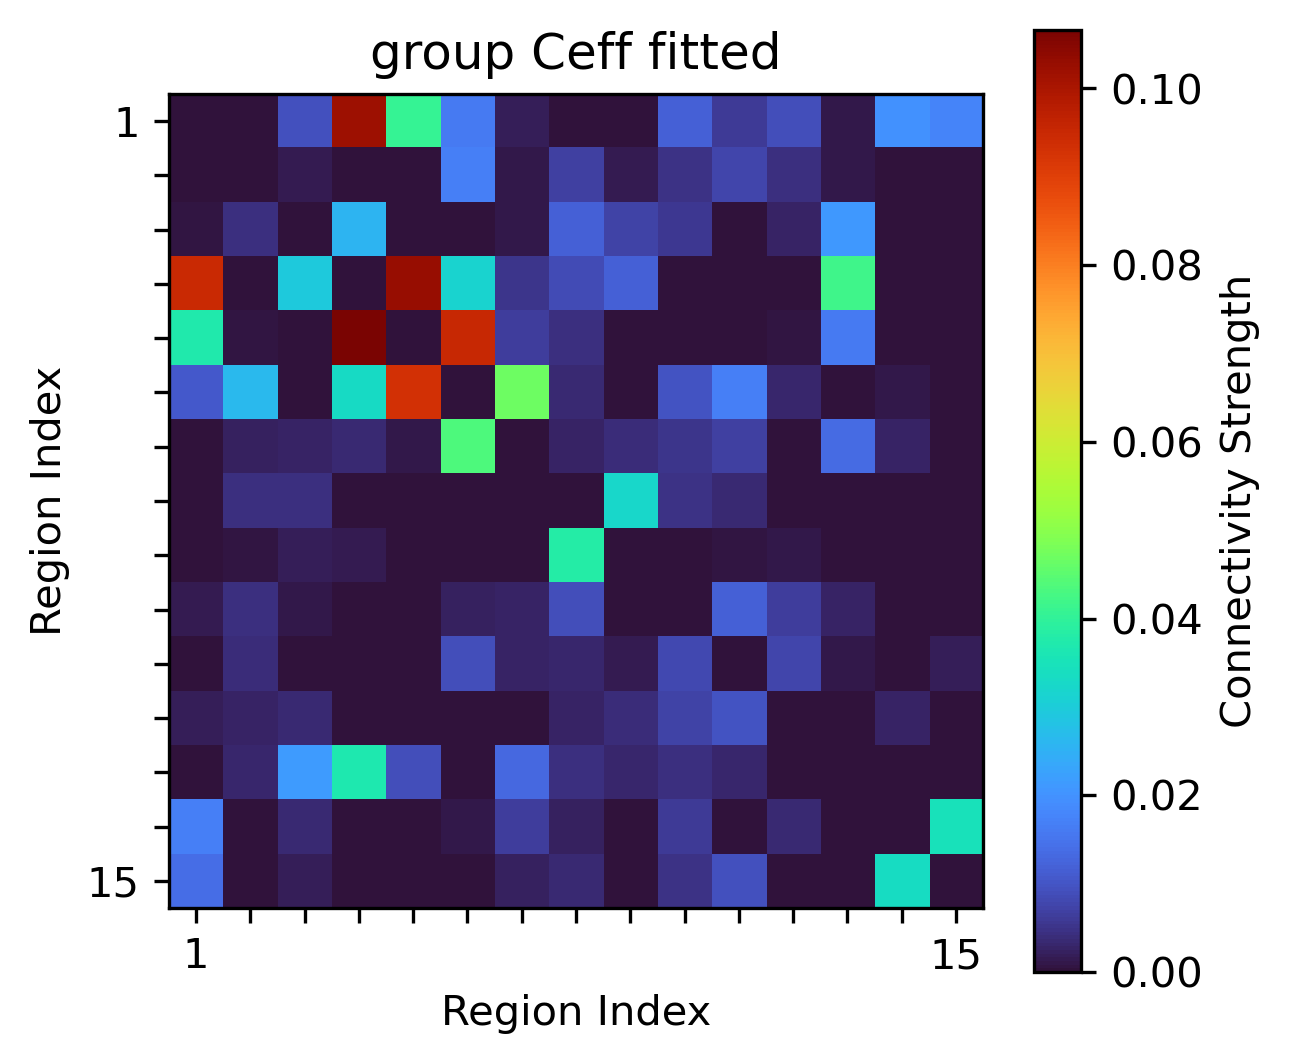 group Ceff fitted
1
15
1
15
Region Index
Region Index
0.10
0.08
0.06
0.04
0.02
0.00
Connectivity Strength